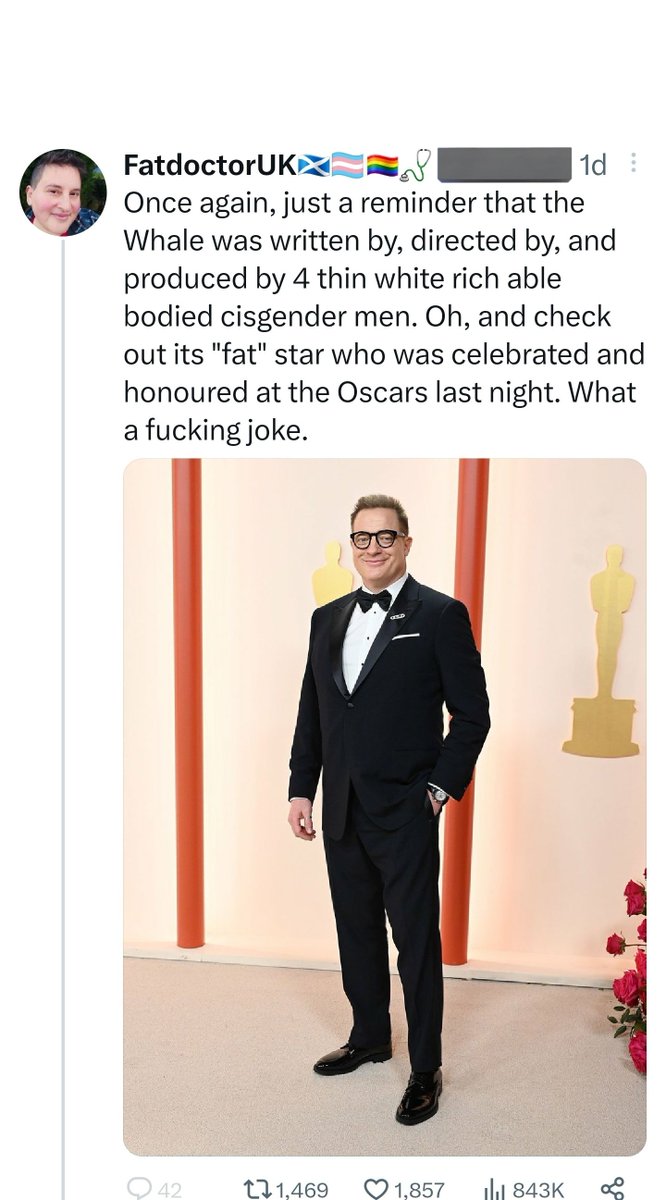 FatdoctorUK🏴󠁧󠁢󠁳󠁣󠁴󠁿🏳️‍⚧️🏳️‍🌈🩺 1d
Once again, just a reminder that the
Whale was written by, directed by, and
produced by 4 thin white rich able
bodied cisgender men. Oh, and check
out its "fat" star who was celebrated and
honoured at the Oscars last night. What
a fucking joke.
42 1,469 1,857 843K